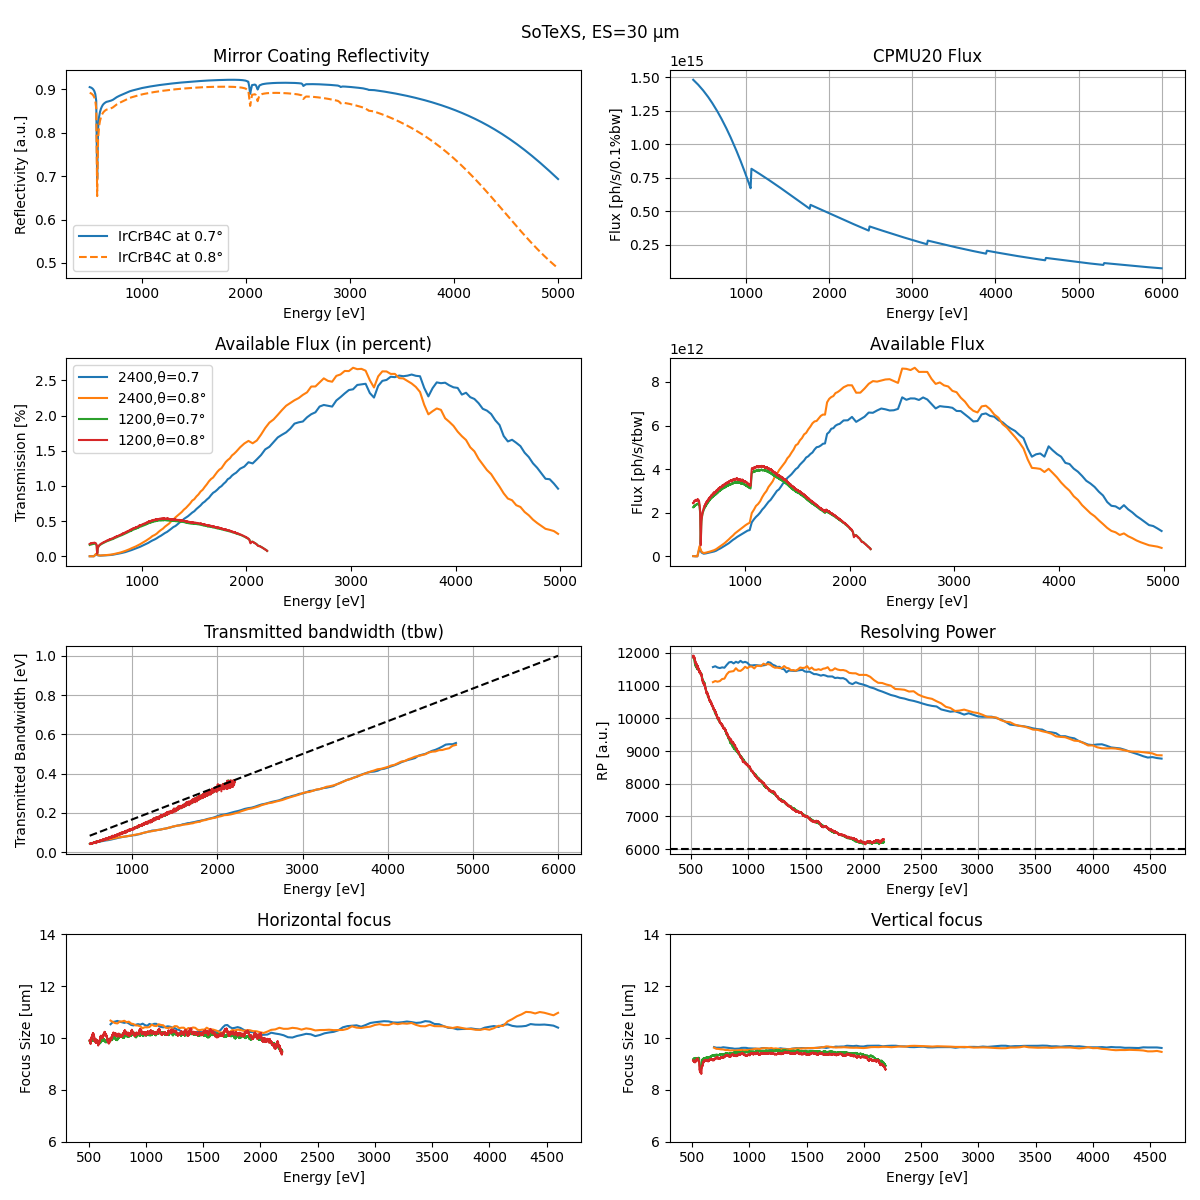 SoTeXS, ES=30 μm
Mirror Coating Reflectivity
Reflectivity [a.u.]
0.9
0.8
0.7
0.6
0.5
IrCrB4C at 0.7°
IrCrB4C at 0.8°
1000 2000 3000 4000 5000
Energy [eV]
CPMU20 Flux
1e15
Flux [ph/s/0.1%bw]
1.50
1.25
1.00
0.75
0.50
0.25
1000 2000 3000 4000 5000 6000
Energy [eV]
Available Flux (in percent)
Transmission [%]
2.5
2.0
1.5
1.0
0.5
0.0
2400,θ=0.7
2400,θ=0.8°
1200,θ=0.7°
1200,θ=0.8°
1000 2000 3000 4000 5000
Energy [eV]
Available Flux
1e12
Flux [ph/s/tbw]
8
6
4
2
0
1000 2000 3000 4000 5000
Energy [eV]
Transmitted bandwidth (tbw)
Transmitted Bandwidth [eV]
1.0
0.8
0.6
0.4
0.2
0.0
1000 2000 3000 4000 5000 6000
Energy [eV]
Resolving Power
RP [a.u.]
12000
11000
10000
9000
8000
7000
6000
500 1000 1500 2000 2500 3000 3500 4000 4500
Energy [eV]
Horizontal focus
Focus Size [um]
14
12
10
8
6
500 1000 1500 2000 2500 3000 3500 4000 4500
Energy [eV]
Vertical focus
Focus Size [um]
14
12
10
8
6
500 1000 1500 2000 2500 3000 3500 4000 4500
Energy [eV]